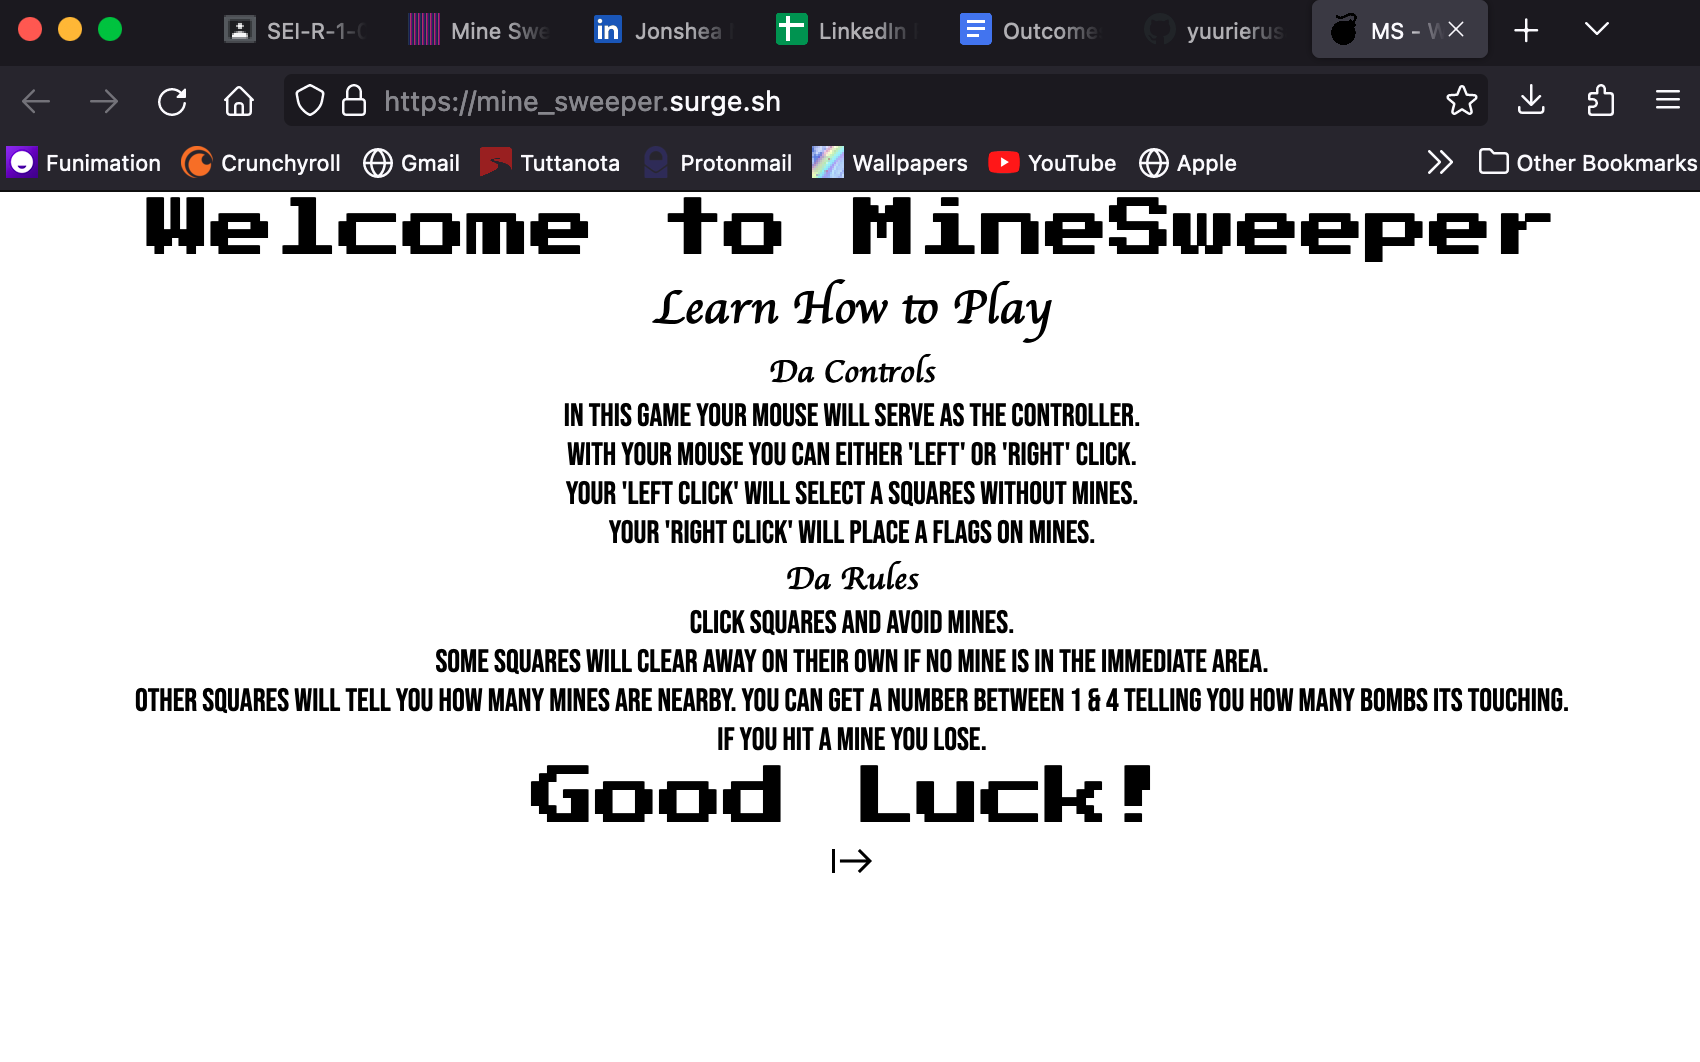 SEI-R-1-
Mine Swe
in Jonshea
LinkedIn
Outcome
yuurierus
MS - W
https://mine_sweeper.surge.sh
Funimation Crunchyroll Gmail Tuttanota Protonmail Wallpapers YouTube Apple Other Bookmarks
Welcome to MineSweeper
Learn How to Play
Da Controls
IN THIS GAME YOUR MOUSE WILL SERVE AS THE CONTROLLER.
WITH YOUR MOUSE YOU CAN EITHER 'LEFT' OR 'RIGHT' CLICK.
YOUR 'LEFT CLICK' WILL SELECT A SQUARES WITHOUT MINES.
YOUR 'RIGHT CLICK' WILL PLACE A FLAGS ON MINES.
Da Rules
CLICK SQUARES AND AVOID MINES.
SOME SQUARES WILL CLEAR AWAY ON THEIR OWN IF NO MINE IS IN THE IMMEDIATE AREA.
OTHER SQUARES WILL TELL YOU HOW MANY MINES ARE NEARBY. YOU CAN GET A NUMBER BETWEEN 1 & 4 TELLING YOU HOW MANY BOMBS ITS TOUCHING.
IF YOU HIT A MINE YOU LOSE.
Good Luck!